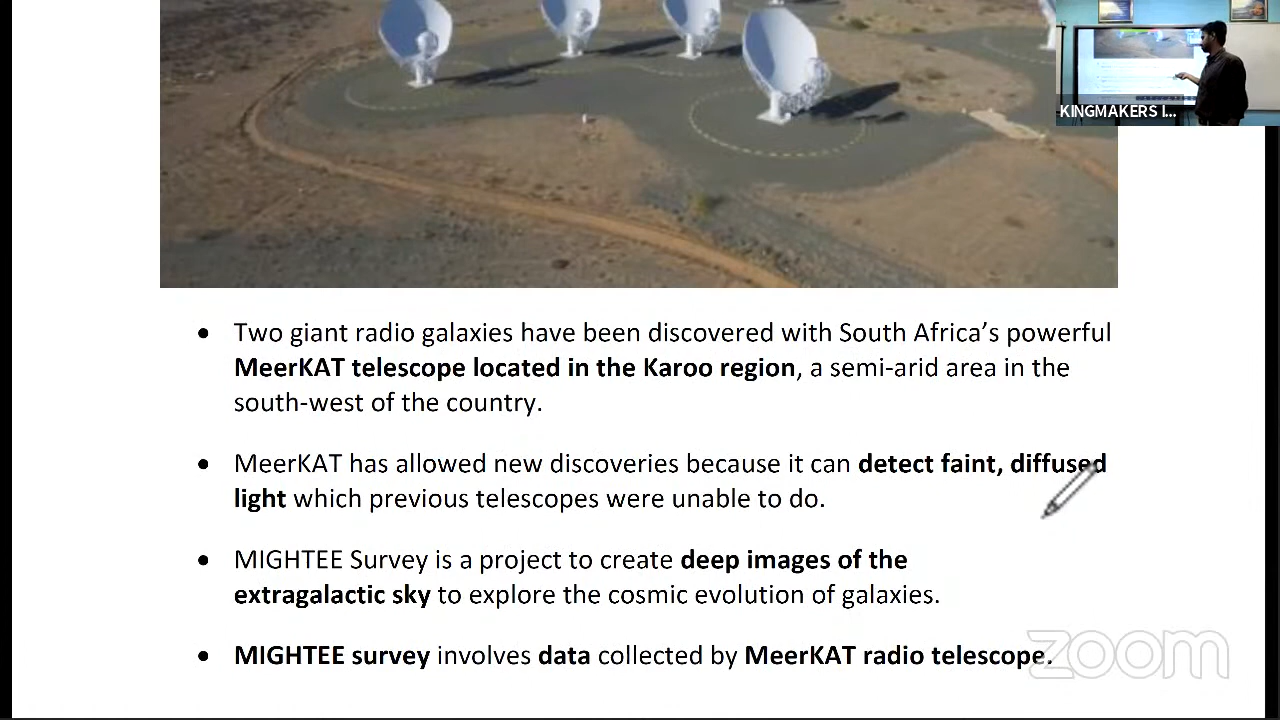 KINGMAKERS I...
• Two giant radio galaxies have been discovered with South Africa’s powerful
MeerKAT telescope located in the Karoo region, a semi-arid area in the
south-west of the country.
• MeerKAT has allowed new discoveries because it can detect faint, diffused
light which previous telescopes were unable to do.
• MIGHTEE Survey is a project to create deep images of the
extragalactic sky to explore the cosmic evolution of galaxies.
• MIGHTEE survey involves data collected by MeerKAT radio telescope.
zoom